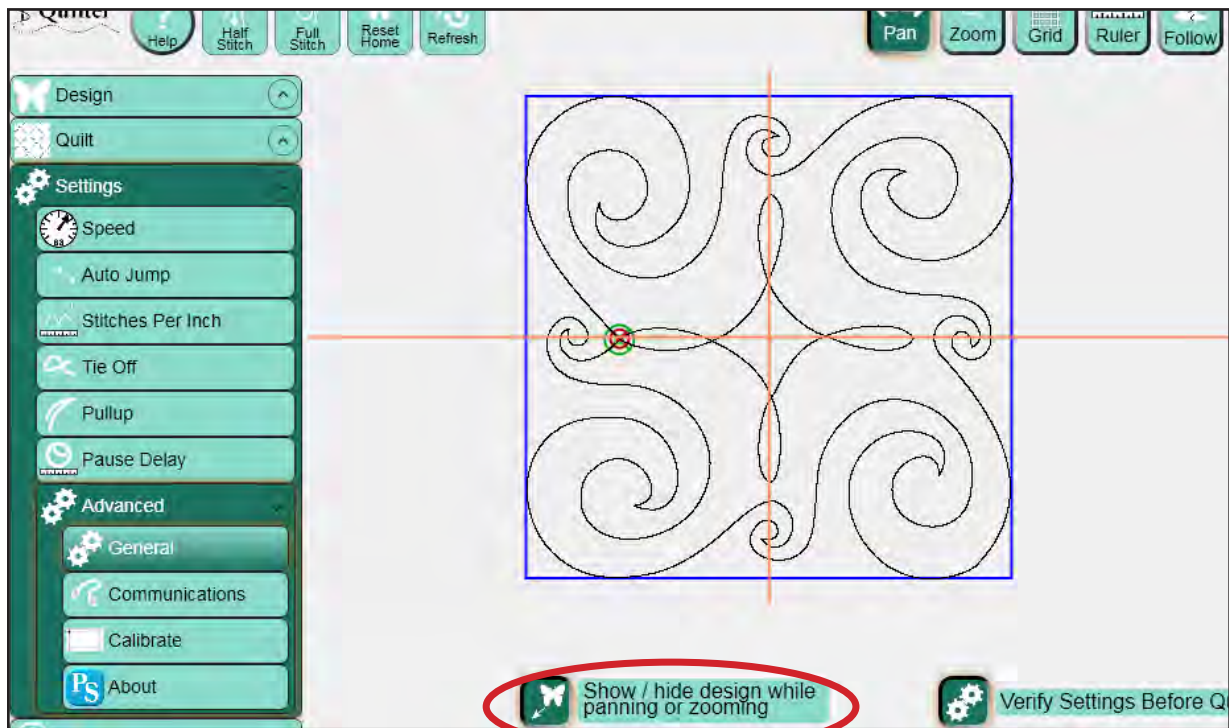 Help
Half
Stitch
Full
Stitch
Reset
Home
Refresh
Pan
Zoom
Grid
Ruler
Follow
Design
Quilt
Settings
Speed
83
Auto Jump
Stitches Per Inch
Tie Off
Pullup
Pause Delay
Advanced
General
Communications
Calibrate
PS
About
Show / hide design while
panning or zooming
Verify Settings Before Q